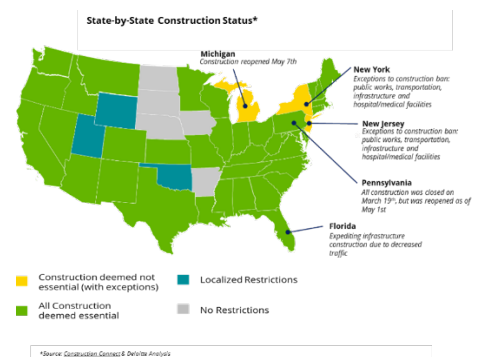 State-by-State Construction Status*
Michigan
Construction reopened May 7th
New York
Exceptions to construction ban:
public works, transportation,
infrastructure and
hospital/medical facilities
New Jersey
Exceptions to construction ban:
public works, transportation,
infrastructure and
hospital/medical facilities
Pennsylvania
All construction was closed on
March 19th, but was reopened as of
May 1st
Florida
Expediting infrastructure
construction due to decreased
traffic
Construction deemed not
essential (with exceptions)
Localized Restrictions
All Construction
deemed essential
No Restrictions
*Source: Construction Connect & Deloitte Analysis